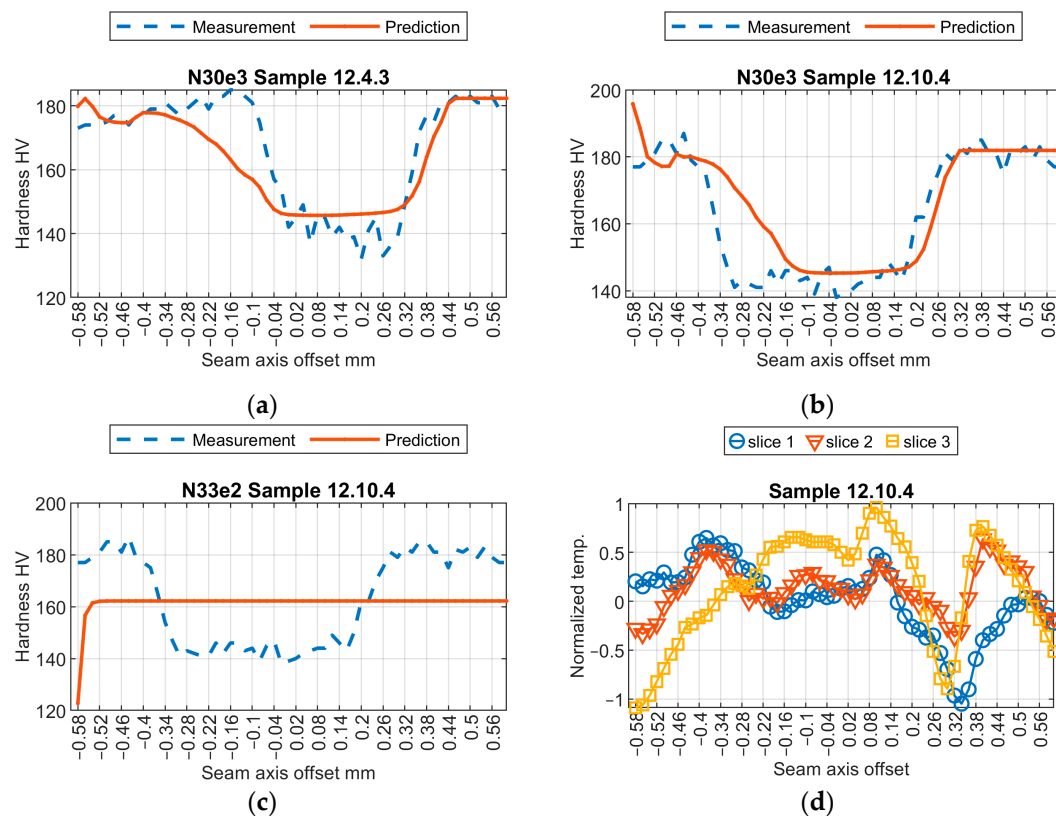 Measurement Prediction
N30e3 Sample 12.4.3
Hardness HV
180
160
140
120
−0.58 −0.52 −0.46 −0.4 −0.34 −0.28 −0.22 −0.16 −0.1 −0.04 0.02 0.08 0.14 0.2 0.26 0.32 0.38 0.44 0.5 0.56
Seam axis offset mm
(a)
Measurement Prediction
N30e3 Sample 12.10.4
Hardness HV
200
180
160
140
−0.58 −0.52 −0.46 −0.4 −0.34 −0.28 −0.22 −0.16 −0.1 −0.04 0.02 0.08 0.14 0.2 0.26 0.32 0.38 0.44 0.5 0.56
Seam axis offset mm
(b)
Measurement Prediction
N33e2 Sample 12.10.4
Hardness HV
200
180
160
140
120
−0.58 −0.52 −0.46 −0.4 −0.34 −0.28 −0.22 −0.16 −0.1 −0.04 0.02 0.08 0.14 0.2 0.26 0.32 0.38 0.44 0.5 0.56
Seam axis offset mm
(c)
slice 1 slice 2 slice 3
Sample 12.10.4
Normalized temp.
1
0.5
0
−0.5
−1
−0.58 −0.52 −0.46 −0.4 −0.34 −0.28 −0.22 −0.16 −0.1 −0.04 0.02 0.08 0.14 0.2 0.26 0.32 0.38 0.44 0.5 0.56
Seam axis offset
(d)